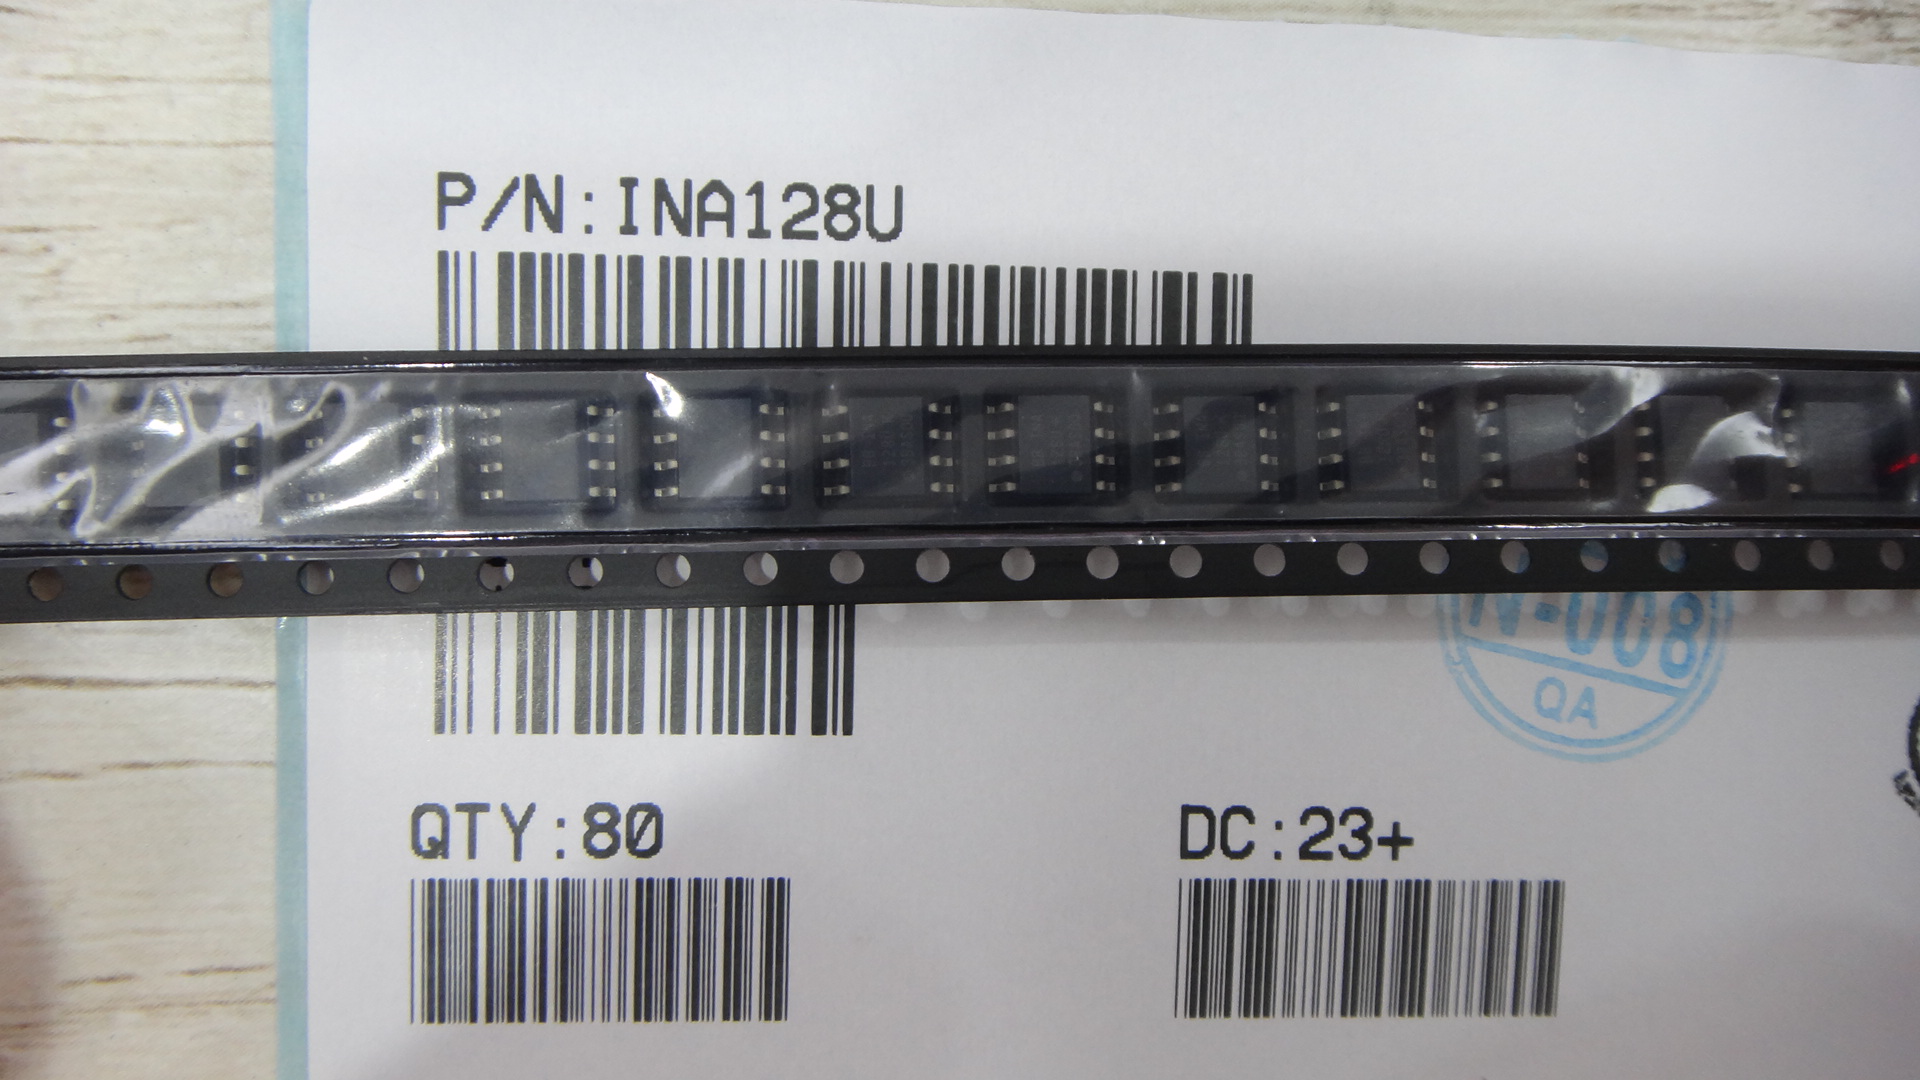 P/N:INA128U
N-008
QA
QTY:80
DC:23+